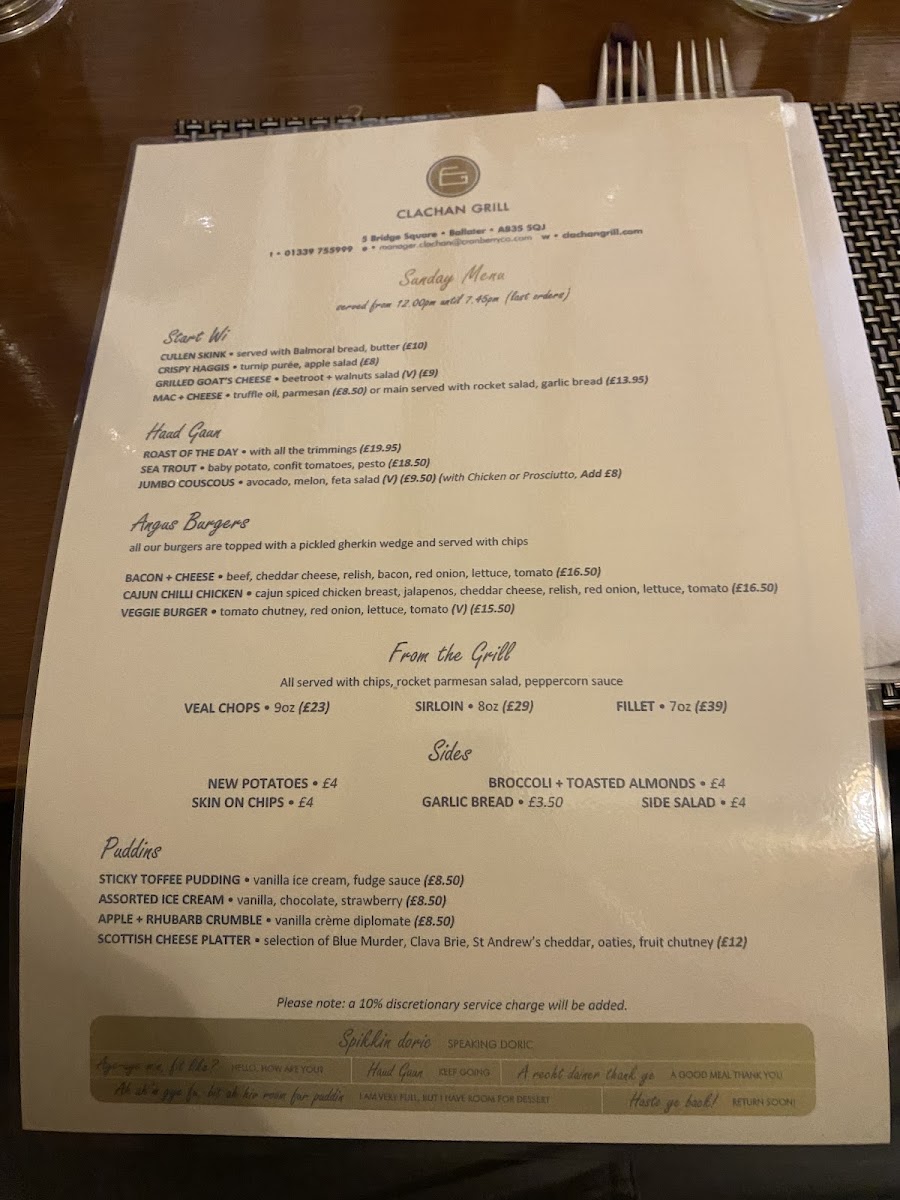 CLACHAN GRILL
5 Bridge Square • Ballater • AB35 5QJ
t • 01339 755999 e • manager.clachan@cranberryco.com w • clachangrill.com
Sunday Menu
served from 12.00pm until 7.45pm (last orders)
Start Wi
CULLEN SKINK • served with Balmoral bread, butter (£10)
CRISPY HAGGIS • turnip purée, apple salad (£8)
GRILLED GOAT'S CHEESE • beetroot + walnuts salad (V) (£9)
MAC + CHEESE • truffle oil, parmesan (£8.50) or main served with rocket salad, garlic bread (£13.95)
Haud Gaun
ROAST OF THE DAY • with all the trimmings (£19.95)
SEA TROUT • baby potato, confit tomatoes, pesto (£18.50)
JUMBO COUSCOUS • avocado, melon, feta salad (V) (£9.50) (with Chicken or Prosciutto, Add £8)
Angus Burgers
all our burgers are topped with a pickled gherkin wedge and served with chips
BACON + CHEESE • beef, cheddar cheese, relish, bacon, red onion, lettuce, tomato (£16.50)
CAJUN CHILLI CHICKEN • cajun spiced chicken breast, jalapenos, cheddar cheese, relish, red onion, lettuce, tomato (£16.50)
VEGGIE BURGER • tomato chutney, red onion, lettuce, tomato (V) (£15.50)
From the Grill
All served with chips, rocket parmesan salad, peppercorn sauce
VEAL CHOPS • 9oz (£23) SIRLOIN • 8oz (£29) FILLET • 7oz (£39)
Sides
NEW POTATOES • £4 BROCCOLI + TOASTED ALMONDS • £4
SKIN ON CHIPS • £4 GARLIC BREAD • £3.50 SIDE SALAD • £4
Puddins
STICKY TOFFEE PUDDING • vanilla ice cream, fudge sauce (£8.50)
ASSORTED ICE CREAM • vanilla, chocolate, strawberry (£8.50)
APPLE + RHUBARB CRUMBLE • vanilla crème diplomate (£8.50)
SCOTTISH CHEESE PLATTER • selection of Blue Murder, Clava Brie, St Andrew's cheddar, oaties, fruit chutney (£12)
Please note: a 10% discretionary service charge will be added.
Spikkin doric SPEAKING DORIC
fit like? HELLO, HOW ARE YOU? Haud Gaun KEEP GOING A recht dainer thank ye A GOOD MEAL THANK YOU
fu, bit ah hiv room fur puddin I AM VERY FULL, BUT I HAVE ROOM FOR DESSERT Haste ye back! RETURN SOON!